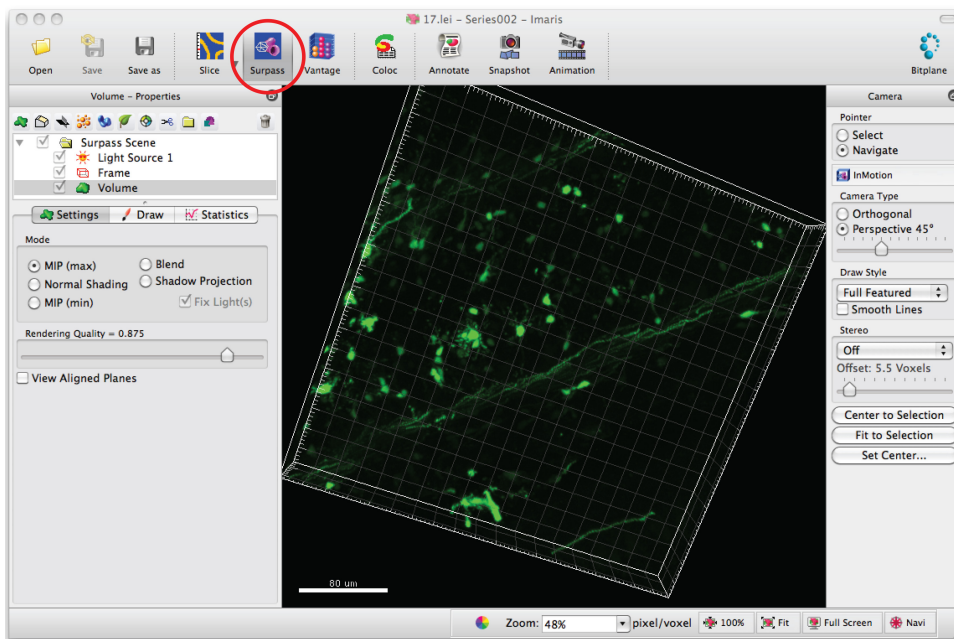 17.lei – Series002 – Imaris
Open Save Save as Slice Surpass Vantage Coloc Annotate Snapshot Animation Bitplane
Volume – Properties
Surpass Scene
Light Source 1
Frame
Volume
Settings Draw Statistics
Mode
MIP (max) Blend
Normal Shading Shadow Projection
MIP (min) Fix Light(s)
Rendering Quality = 0.875
View Aligned Planes
80 um
Camera
Pointer
Select
Navigate
InMotion
Camera Type
Orthogonal
Perspective 45°
Draw Style
Full Featured
Smooth Lines
Stereo
Off
Offset: 5.5 Voxels
Center to Selection
Fit to Selection
Set Center...
Zoom: 48% pixel/voxel 100% Fit Full Screen Navi